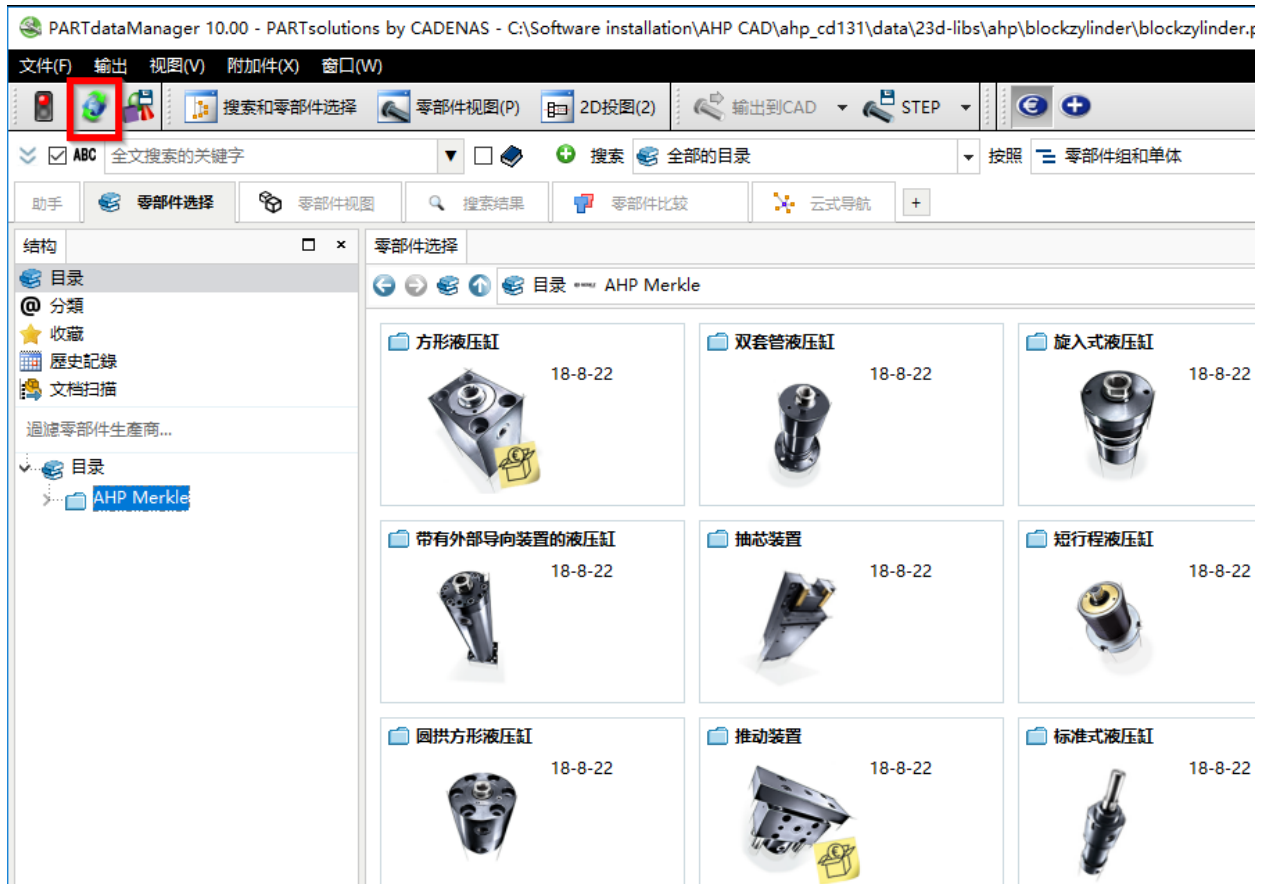 PARTdataManager 10.00 - PARTsolutions by CADENAS - C:\Software installation\AHP CAD\ahp_cd131\data\23d-libs\ahp\blockzylinder\blockzylinder.p
文件(F) 输出 视图(V) 附加件(X) 窗口(W)
搜索和零部件选择 零部件视图(P) 2D投图(2) 输出到CAD STEP
ABC 全文搜索的关键字 搜索 全部的目录 按照 零部件组和单体
助手 零部件选择 零部件视图 搜索结果 零部件比较 云式导航 +
结构
目录
分類
收藏
歷史記錄
文档扫描
過濾零部件生產商...
目录
AHP Merkle
零部件选择
目录 AHP Merkle
方形液压缸 双套管液压缸 旋入式液压缸
18-8-22 18-8-22 18-8-22
带有外部导向装置的液压缸 抽芯装置 短行程液压缸
18-8-22 18-8-22 18-8-22
圆拱方形液压缸 推动装置 标准式液压缸
18-8-22 18-8-22 18-8-22